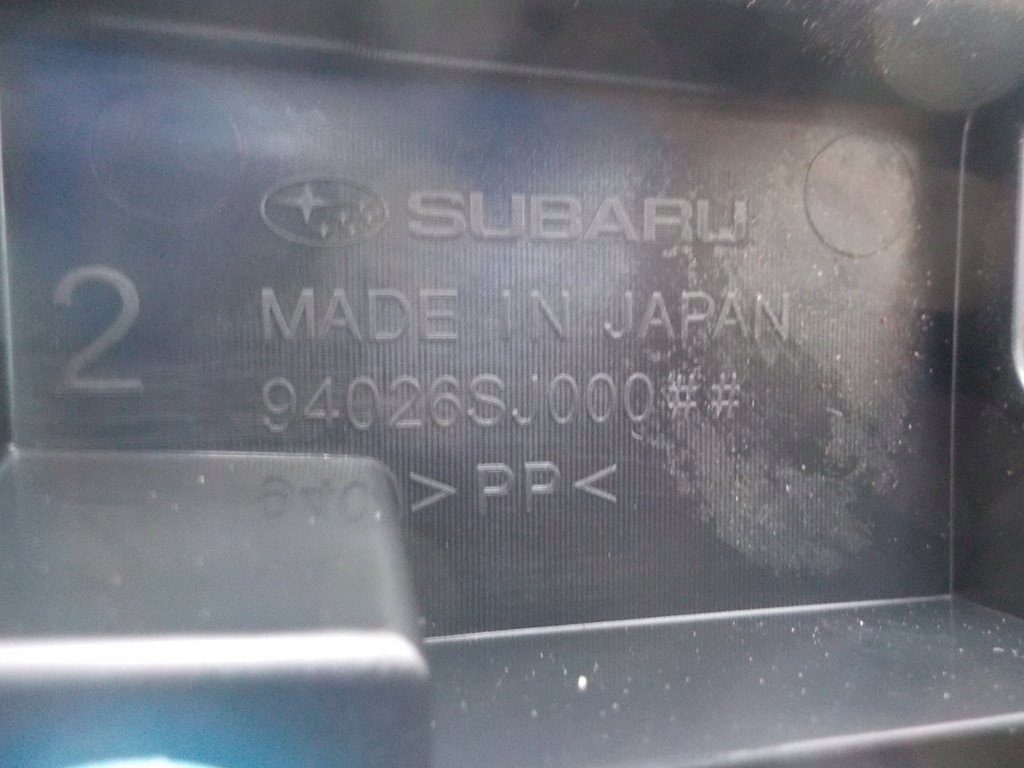 SUBARU
2
MADE IN JAPAN
94026SJ000##
>PP<